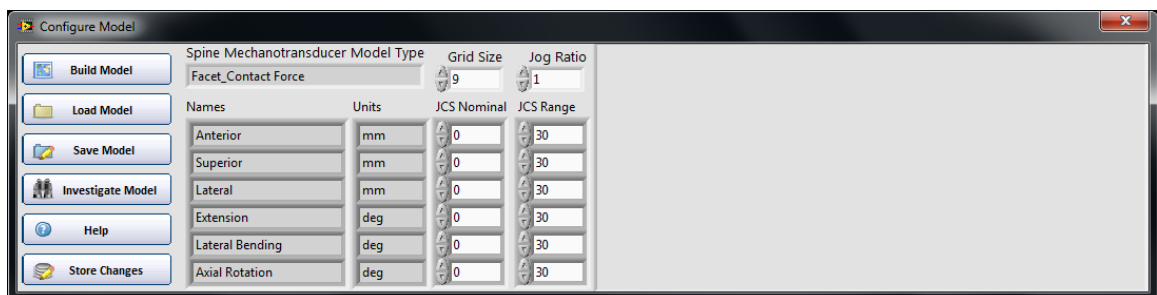 Configure Model
Build Model
Load Model
Save Model
Investigate Model
Help
Store Changes
Spine Mechanotransducer Model Type Grid Size Jog Ratio
Facet_Contact Force 9 1
Names Units JCS Nominal JCS Range
Anterior mm 0 30
Superior mm 0 30
Lateral mm 0 30
Extension deg 0 30
Lateral Bending deg 0 30
Axial Rotation deg 0 30